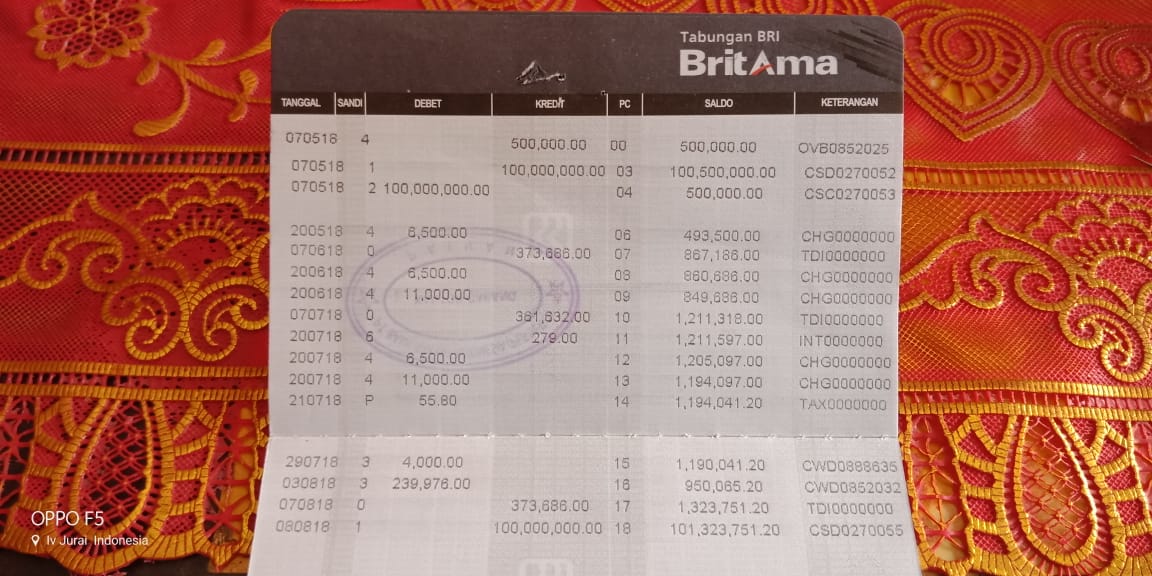 Tabungan BRI
BritAma
TANGGAL SANDI DEBET KREDIT PC SALDO KETERANGAN
070518 4 500,000.00 00 500,000.00 OVB0852025
070518 1 100,000,000.00 03 100,500,000.00 CSD0270052
070518 2 100,000,000.00 04 500,000.00 CSC0270053
200518 4 6,500.00 06 493,500.00 CHG0000000
070618 0 373,686.00 07 867,186.00 TDI0000000
200618 4 6,500.00 08 860,686.00 CHG0000000
200618 4 11,000.00 09 849,686.00 CHG0000000
070718 0 361,632.00 10 1,211,318.00 TDI0000000
200718 6 279.00 11 1,211,597.00 INT0000000
200718 4 6,500.00 12 1,205,097.00 CHG0000000
200718 4 11,000.00 13 1,194,097.00 CHG0000000
210718 P 55.80 14 1,194,041.20 TAX0000000
290718 3 4,000.00 15 1,190,041.20 CWD0888635
030818 3 239,976.00 16 950,065.20 CWD0852032
070818 0 373,686.00 17 1,323,751.20 TDI0000000
080818 1 100,000,000.00 18 101,323,751.20 CSD0270055
OPPO F5
Iv Jurai, Indonesia